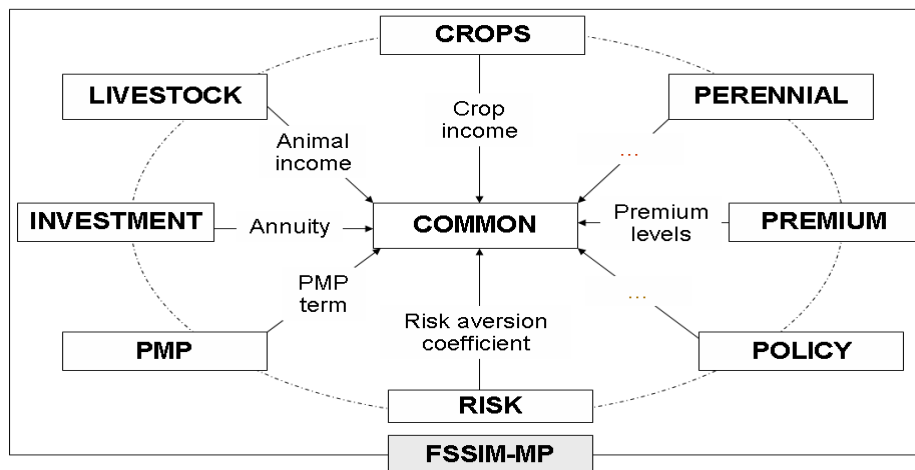 CROPS
LIVESTOCK
PERENNIAL
Crop
income
Animal
income
...
INVESTMENT
Annuity
COMMON
Premium
levels
PREMIUM
PMP
term
...
Risk aversion
coefficient
PMP
POLICY
RISK
FSSIM-MP